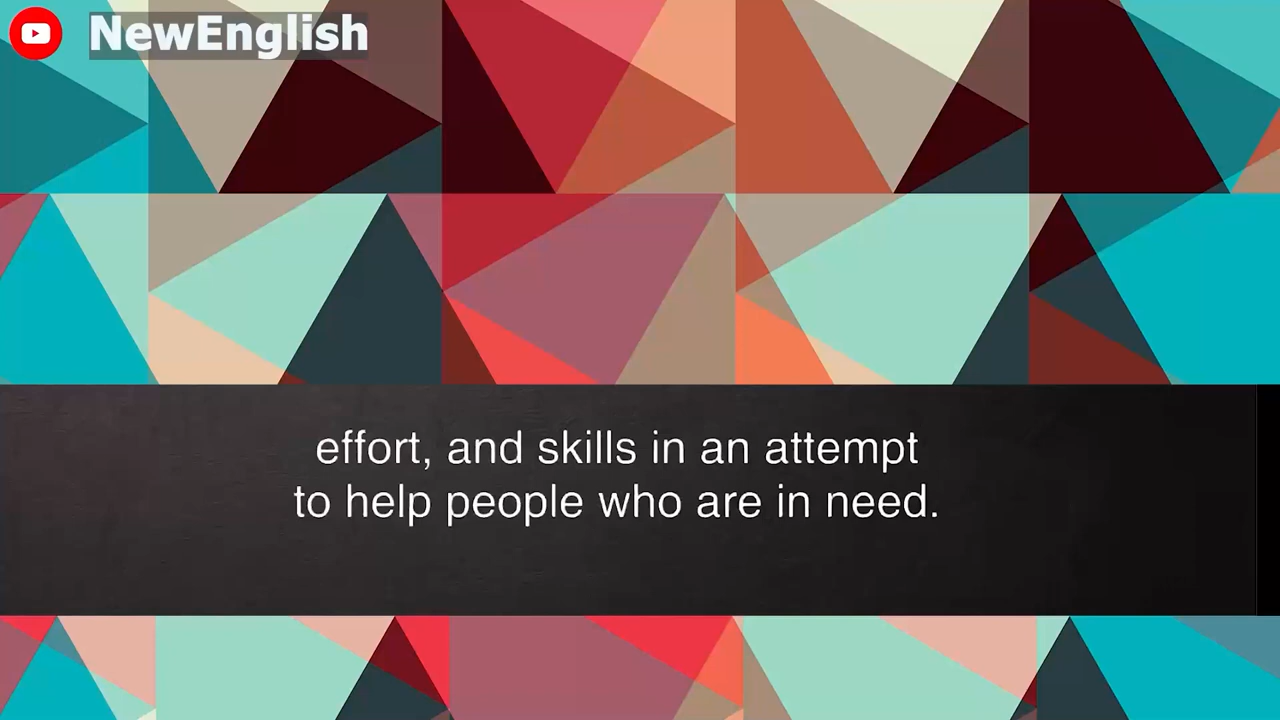 NewEnglish
effort, and skills in an attempt
to help people who are in need.